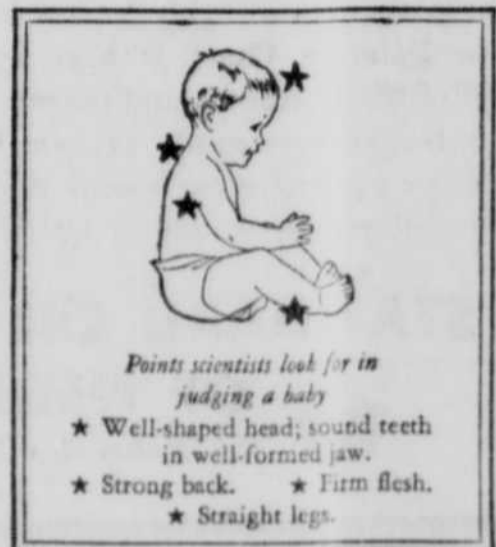 Points scientists look for in
judging a baby
★ Well-shaped head; sound teeth
in well-formed jaw.
★ Strong back. ★ Firm flesh.
★ Straight legs.